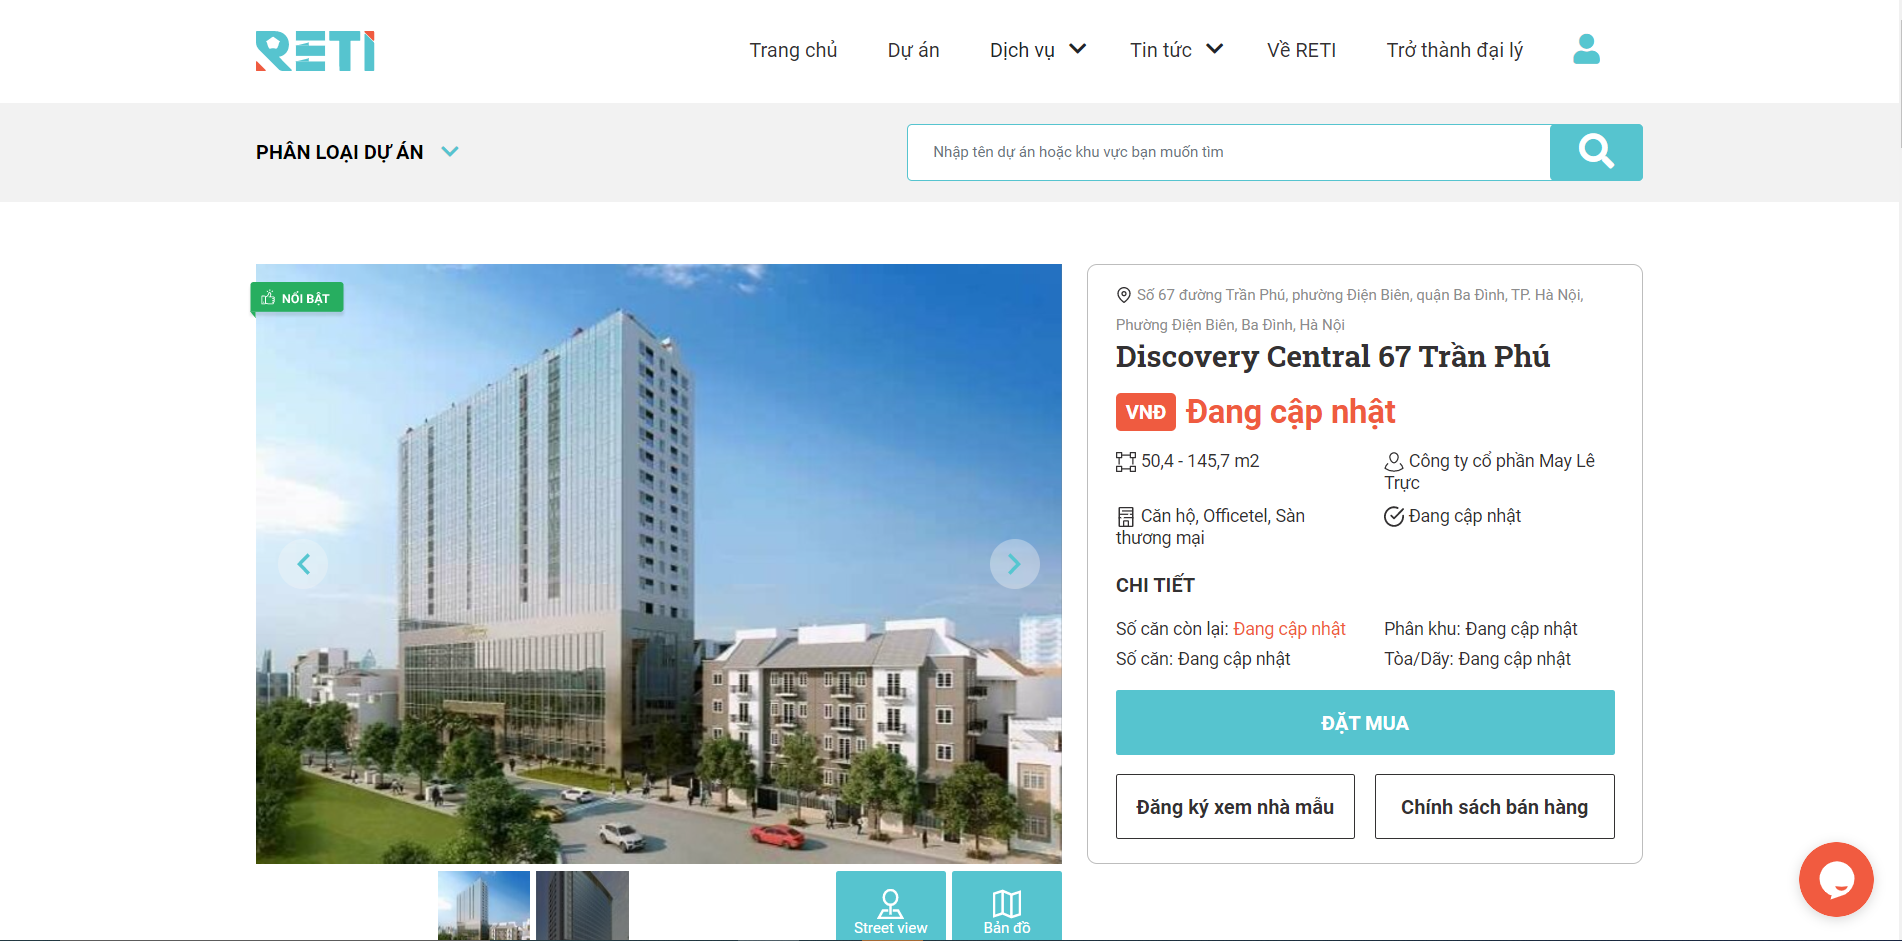 RETI
Trang chủ
Dự án
Dịch vụ
Tin tức
Về RETI
Trở thành đại lý
PHÂN LOẠI DỰ ÁN
Nhập tên dự án hoặc khu vực bạn muốn tìm
NỔI BẬT
Số 67 đường Trần Phú, phường Điện Biên, quận Ba Đình, TP. Hà Nội,
Phường Điện Biên, Ba Đình, Hà Nội
Discovery Central 67 Trần Phú
VNĐ Đang cập nhật
50,4 - 145,7 m2
Công ty cổ phần May Lê
Trực
Căn hộ, Officetel, Sàn
thương mại
Đang cập nhật
CHI TIẾT
Số căn còn lại: Đang cập nhật
Phân khu: Đang cập nhật
Số căn: Đang cập nhật
Tòa/Dãy: Đang cập nhật
ĐẶT MUA
Đăng ký xem nhà mẫu
Chính sách bán hàng
Street view
Bản đồ